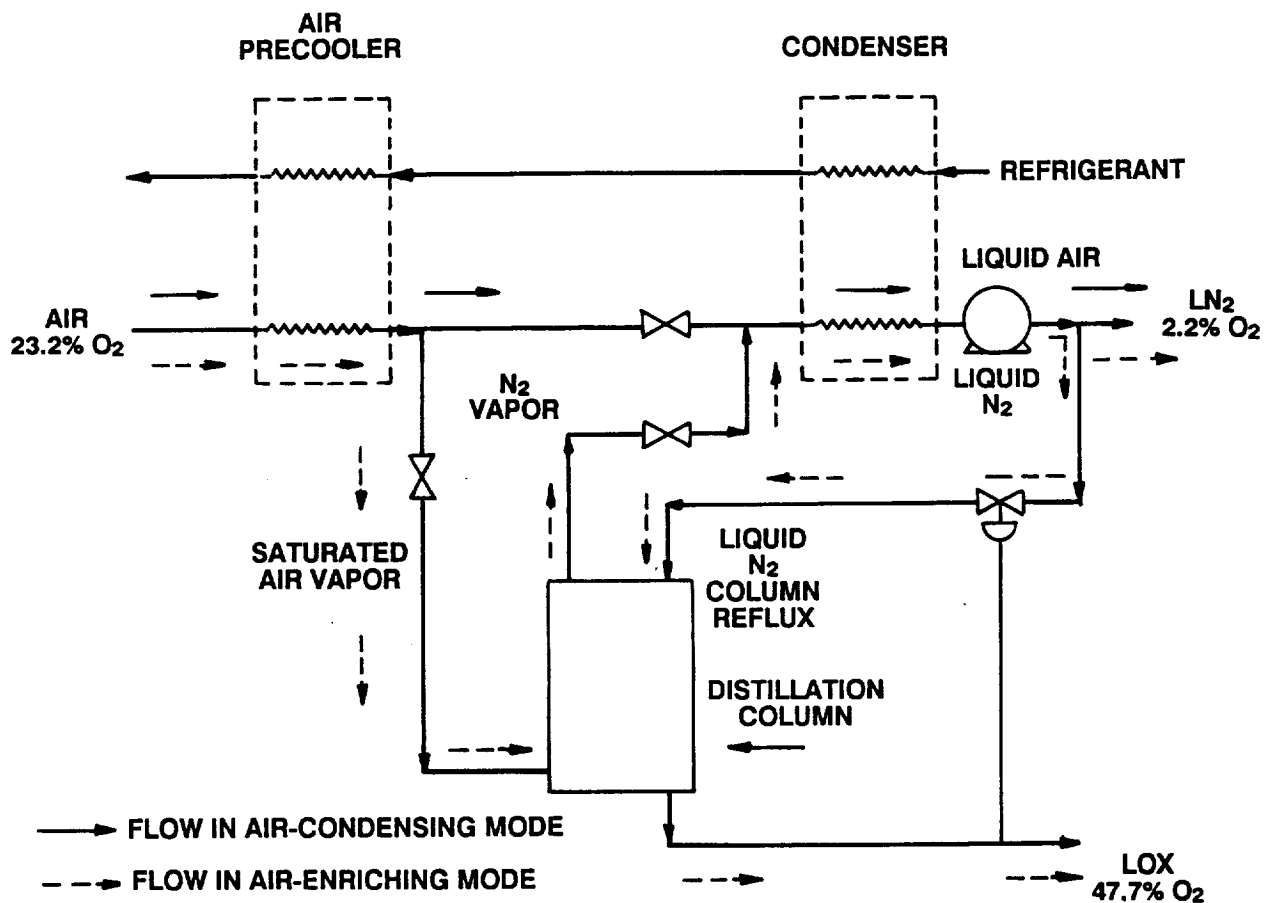 AIR
PRECOOLER
CONDENSER
REFRIGERANT
LIQUID AIR
AIR
23.2% O2
LN2
2.2% O2
LIQUID
N2
N2
VAPOR
SATURATED
AIR VAPOR
LIQUID
N2
COLUMN
REFLUX
DISTILLATION
COLUMN
FLOW IN AIR-CONDENSING MODE
FLOW IN AIR-ENRICHING MODE
LOX
47,7% O2